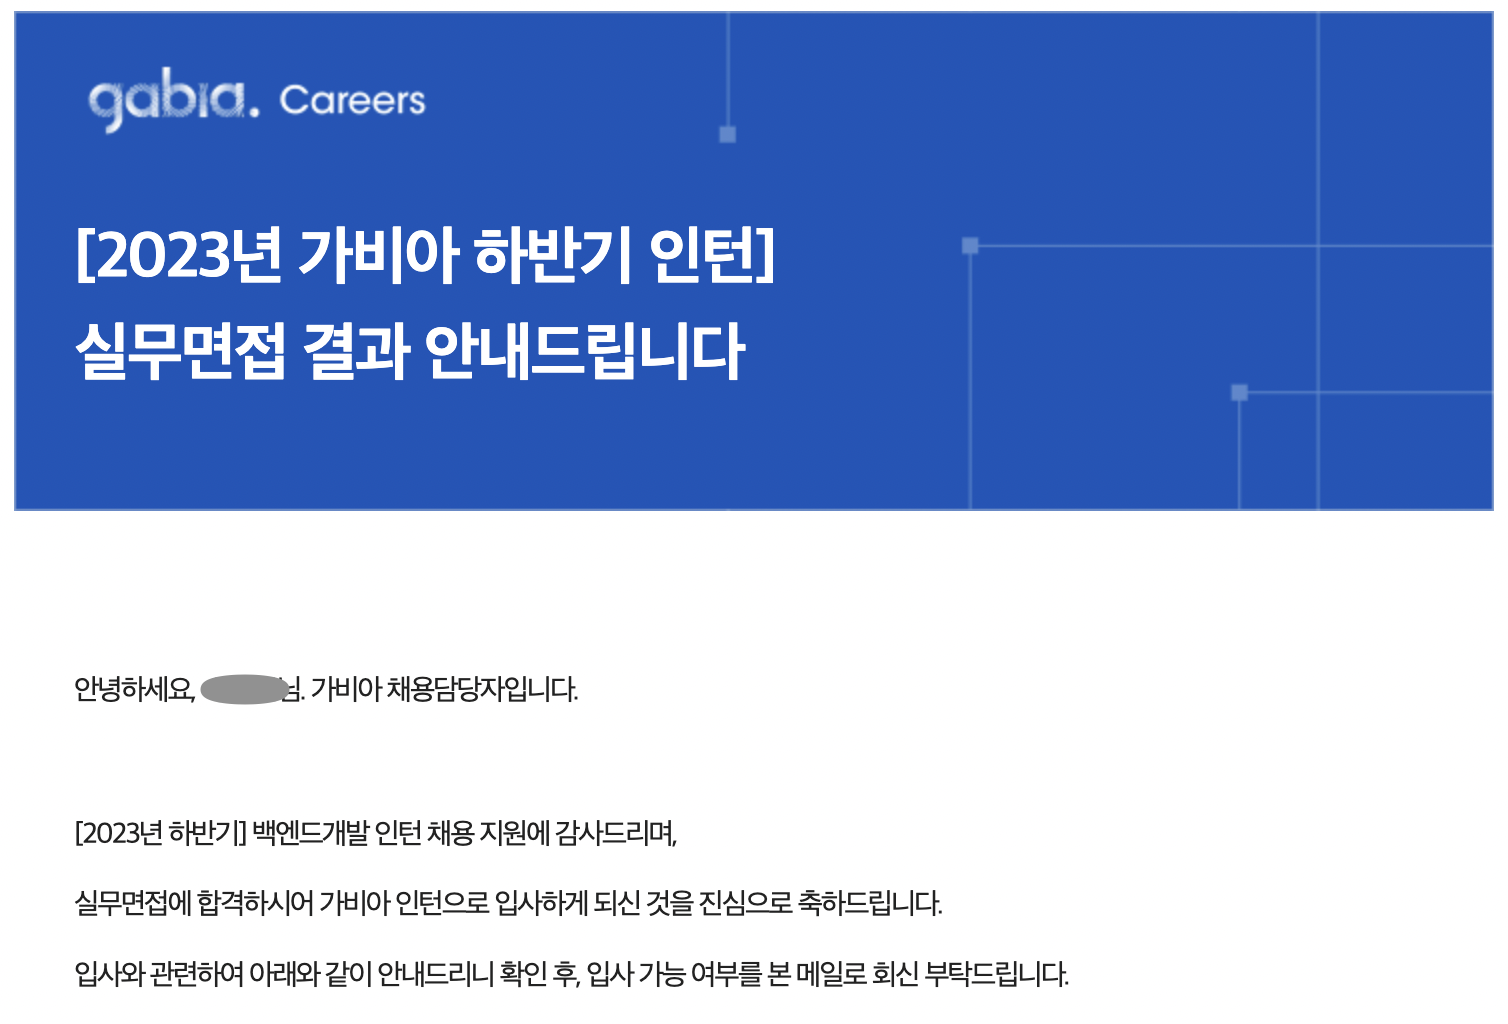 gabia. Careers
[2023년 가비아 하반기 인턴]
실무면접 결과 안내드립니다
안녕하세요, 님. 가비아 채용담당자입니다.
[2023년 하반기] 백엔드개발 인턴 채용 지원에 감사드리며,
실무면접에 합격하시어 가비아 인턴으로 입사하게 되신 것을 진심으로 축하드립니다.
입사와 관련하여 아래와 같이 안내드리니 확인 후, 입사 가능 여부를 본 메일로 회신 부탁드립니다.